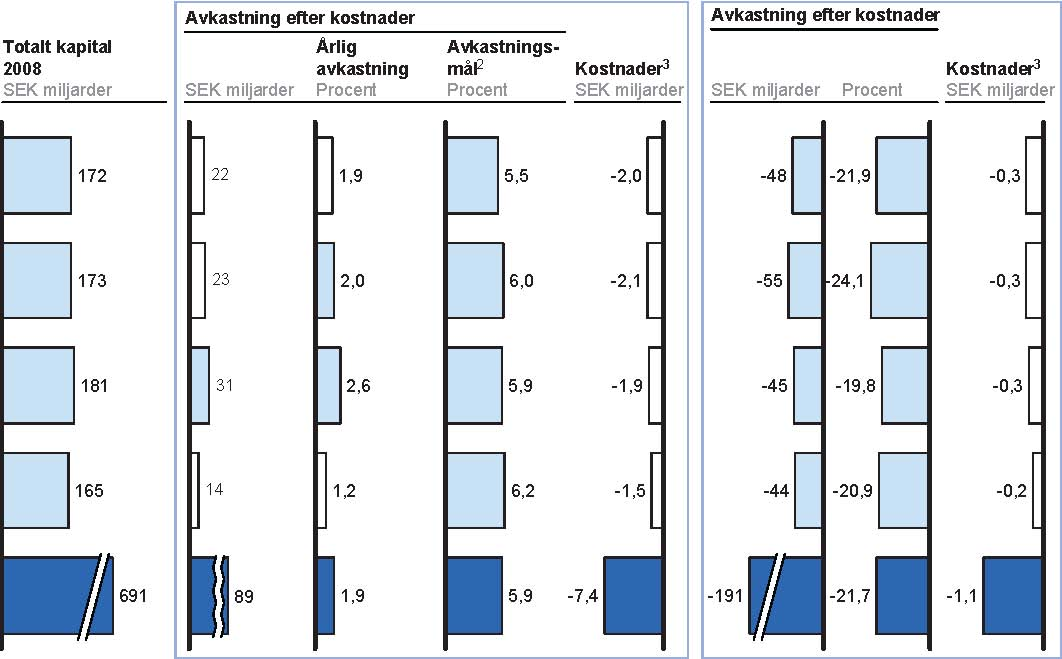 Avkastning efter kostnader
Avkastning efter kostnader
Totalt kapital
2008
SEK miljarder
SEK miljarder
Årlig
avkastning
Procent
Avkastnings-
mål2
Procent
Kostnader3
SEK miljarder
SEK miljarder
Procent
Kostnader3
SEK miljarder
172 22 1,9 5,5 -2,0 -48 -21,9 -0,3
173 23 2,0 6,0 -2,1 -55 -24,1 -0,3
181 31 2,6 5,9 -1,9 -45 -19,8 -0,3
165 14 1,2 6,2 -1,5 -44 -20,9 -0,2
691 89 1,9 5,9 -7,4 -191 -21,7 -1,1